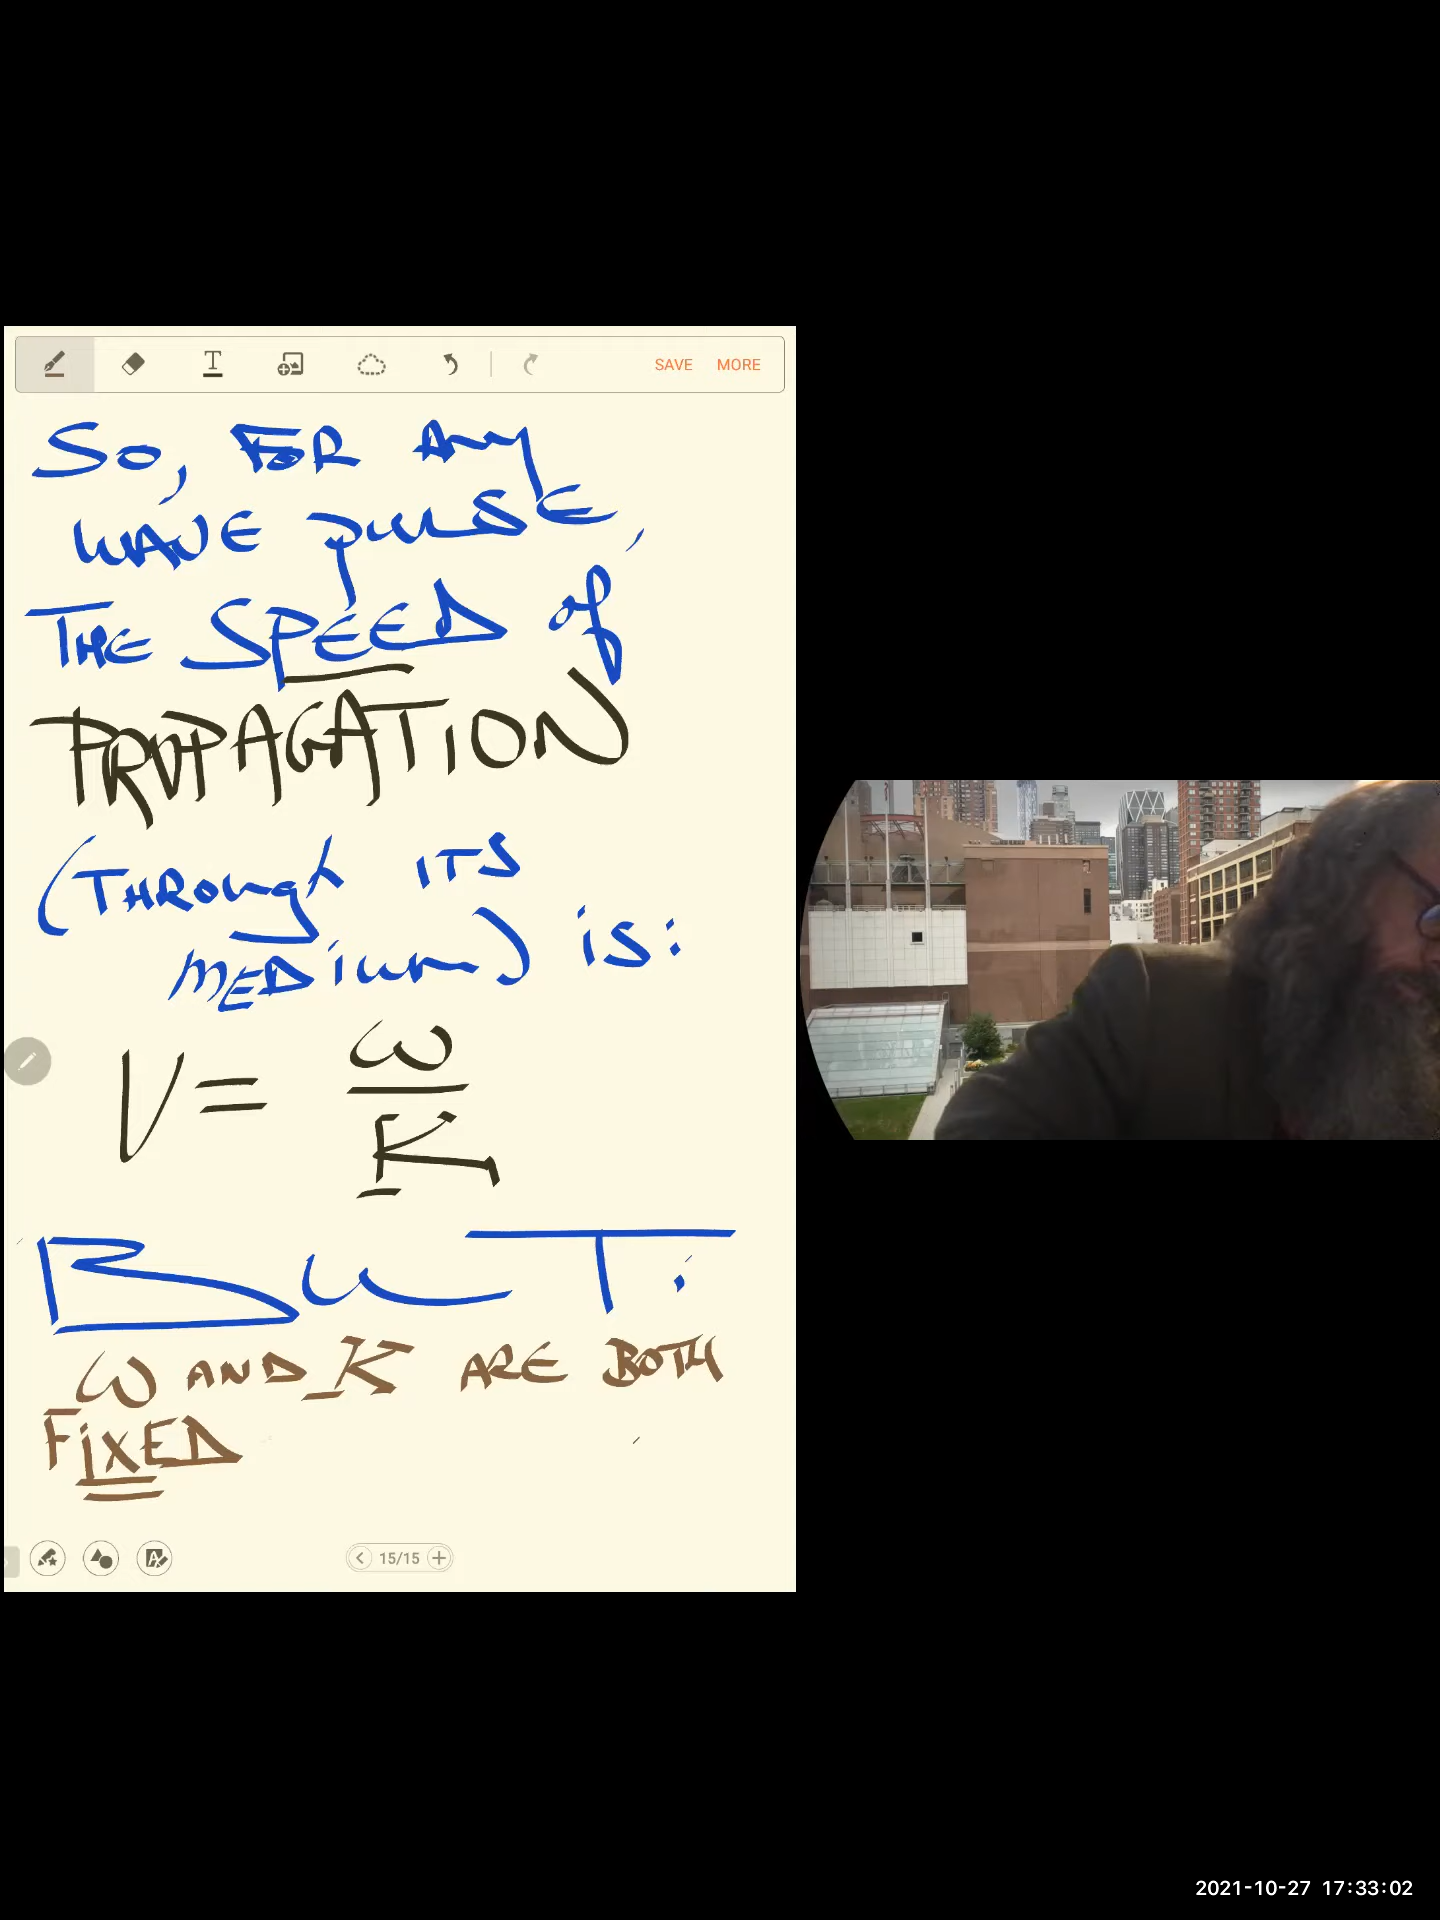 T
SAVE
MORE
So, FOR Any
WAVE pulSE,
THE SPEED of
PROPAGATION
(THROugh ITS
MEDium) is:
V = ω
K
BuT:
ω AND K ARE BOTH
FixED
A
15/15
2021-10-27 17:33:02